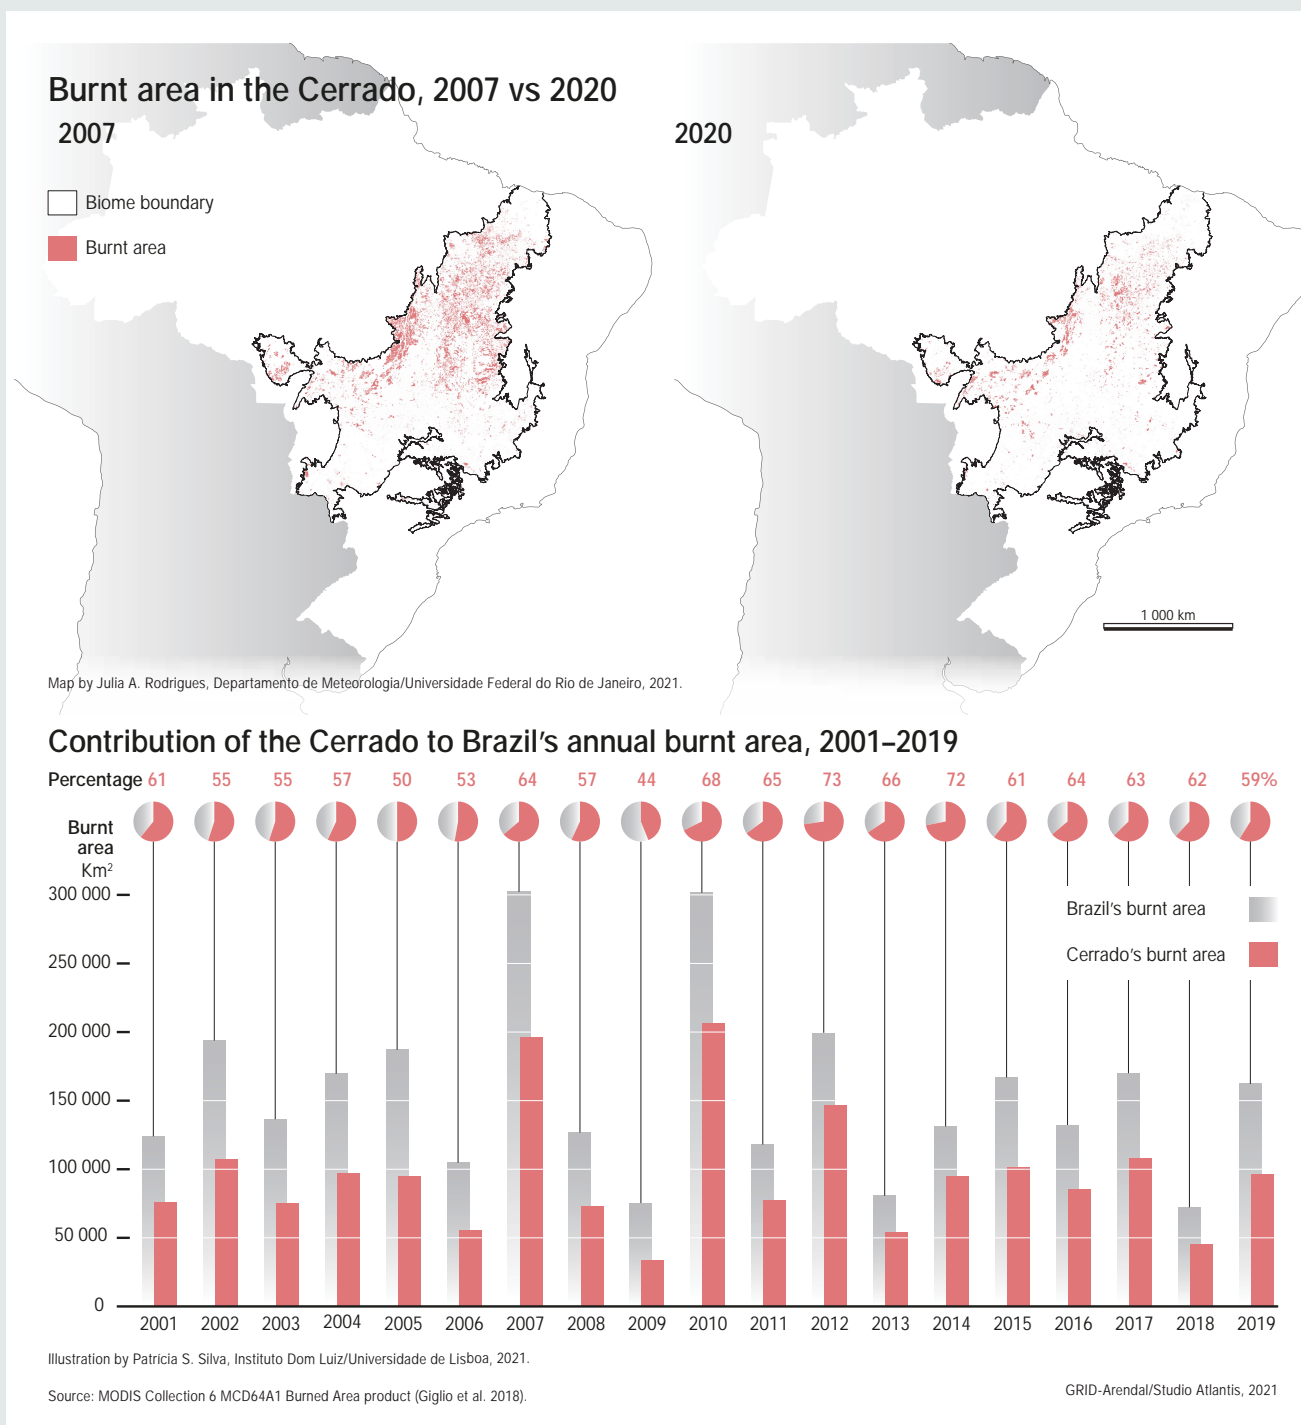 Burnt area in the Cerrado, 2007 vs 2020
2007
2020
Biome boundary
Burnt area
1 000 km
Map by Julia A. Rodrigues, Departamento de Meteorologia/Universidade Federal do Rio de Janeiro, 2021.
Contribution of the Cerrado to Brazil's annual burnt area, 2001–2019
Percentage 61 55 55 57 50 53 64 57 44 68 65 73 66 72 61 64 63 62 59%
Burnt
area
Km²
300 000
250 000
200 000
150 000
100 000
50 000
0
Brazil's burnt area
Cerrado's burnt area
2001 2002 2003 2004 2005 2006 2007 2008 2009 2010 2011 2012 2013 2014 2015 2016 2017 2018 2019
Illustration by Patrícia S. Silva, Instituto Dom Luiz/Universidade de Lisboa, 2021.
Source: MODIS Collection 6 MCD64A1 Burned Area product (Giglio et al. 2018).
GRID-Arendal/Studio Atlantis, 2021